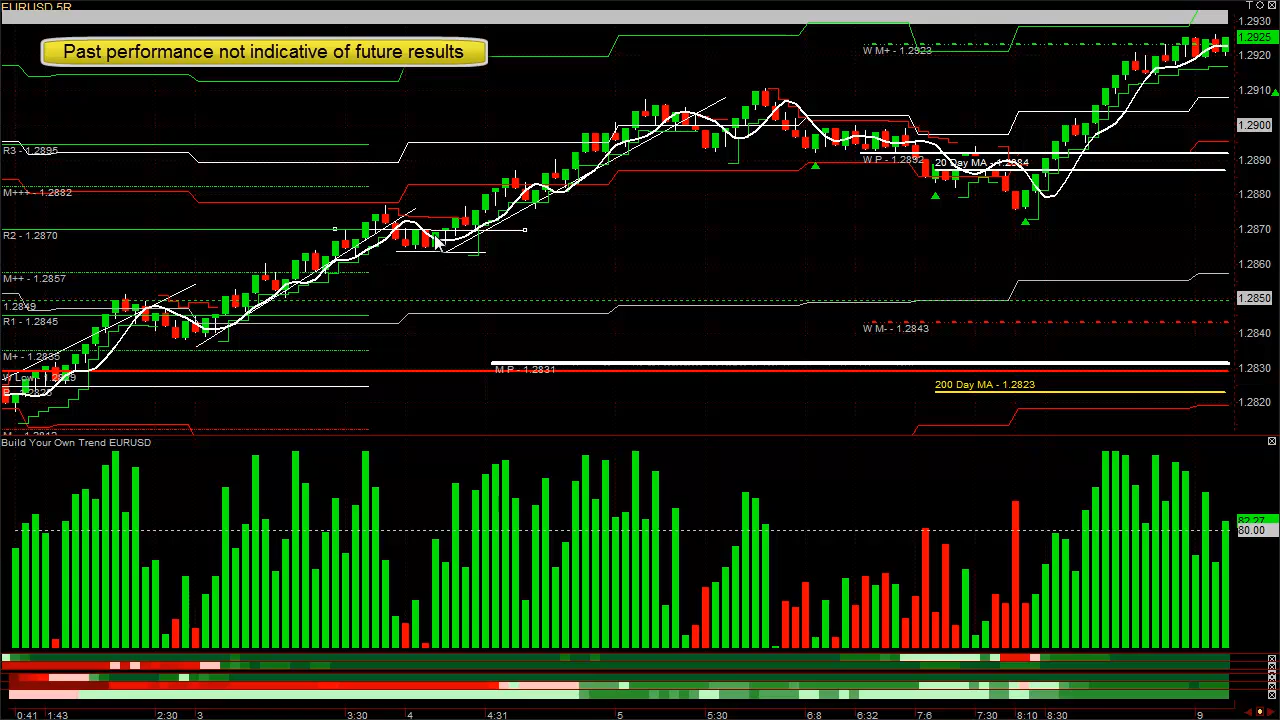 EURUSD 5R
Past performance not indicative of future results
W M+ - 1.2923
R3 - 1.2895
W P - 1.2892
20 Day MA - 1.2884
M+++ - 1.2882
R2 - 1.2870
M++ - 1.2857
1.2849
R1 - 1.2845
W M- - 1.2843
M+ - 1.2835
M P - 1.2831
200 Day MA - 1.2823
1.2930
1.2925
1.2920
1.2910
1.2900
1.2890
1.2880
1.2870
1.2860
1.2850
1.2840
1.2830
1.2820
Build Your Own Trend EURUSD
82.27
80.00
0:41 1:43 2:30 3 3:30 4 4:31 5 5:30 6:8 6:32 7:6 7:30 8:10 8:30 9